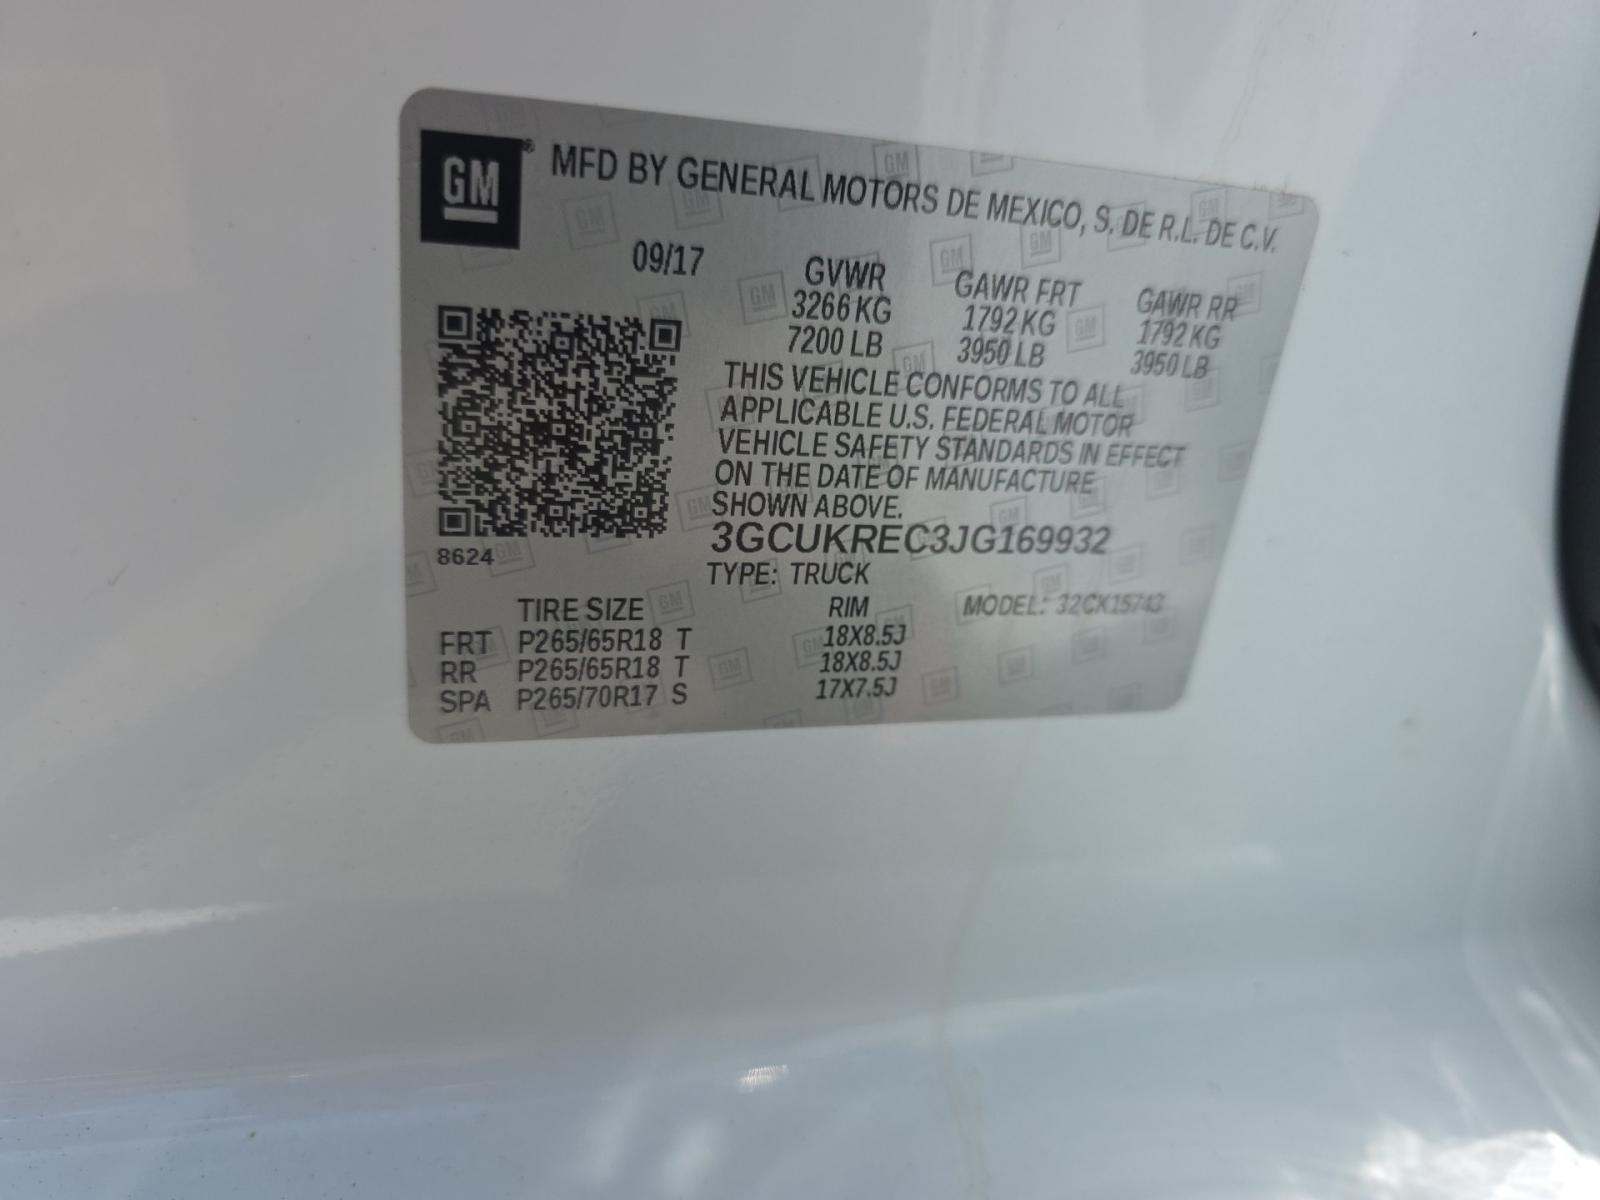 GM® MFD BY GENERAL MOTORS DE MEXICO, S. DE R.L. DE C.V.
09/17 GVWR GAWR FRT GAWR RR
3266 KG 1792 KG 1792 KG
7200 LB 3950 LB 3950 LB
THIS VEHICLE CONFORMS TO ALL
APPLICABLE U.S. FEDERAL MOTOR
VEHICLE SAFETY STANDARDS IN EFFECT
ON THE DATE OF MANUFACTURE
SHOWN ABOVE.
3GCUKREC3JG169932
8624
TYPE: TRUCK
TIRE SIZE RIM MODEL: 32CK15743
FRT P265/65R18 T 18X8.5J
RR P265/65R18 T 18X8.5J
SPA P265/70R17 S 17X7.5J